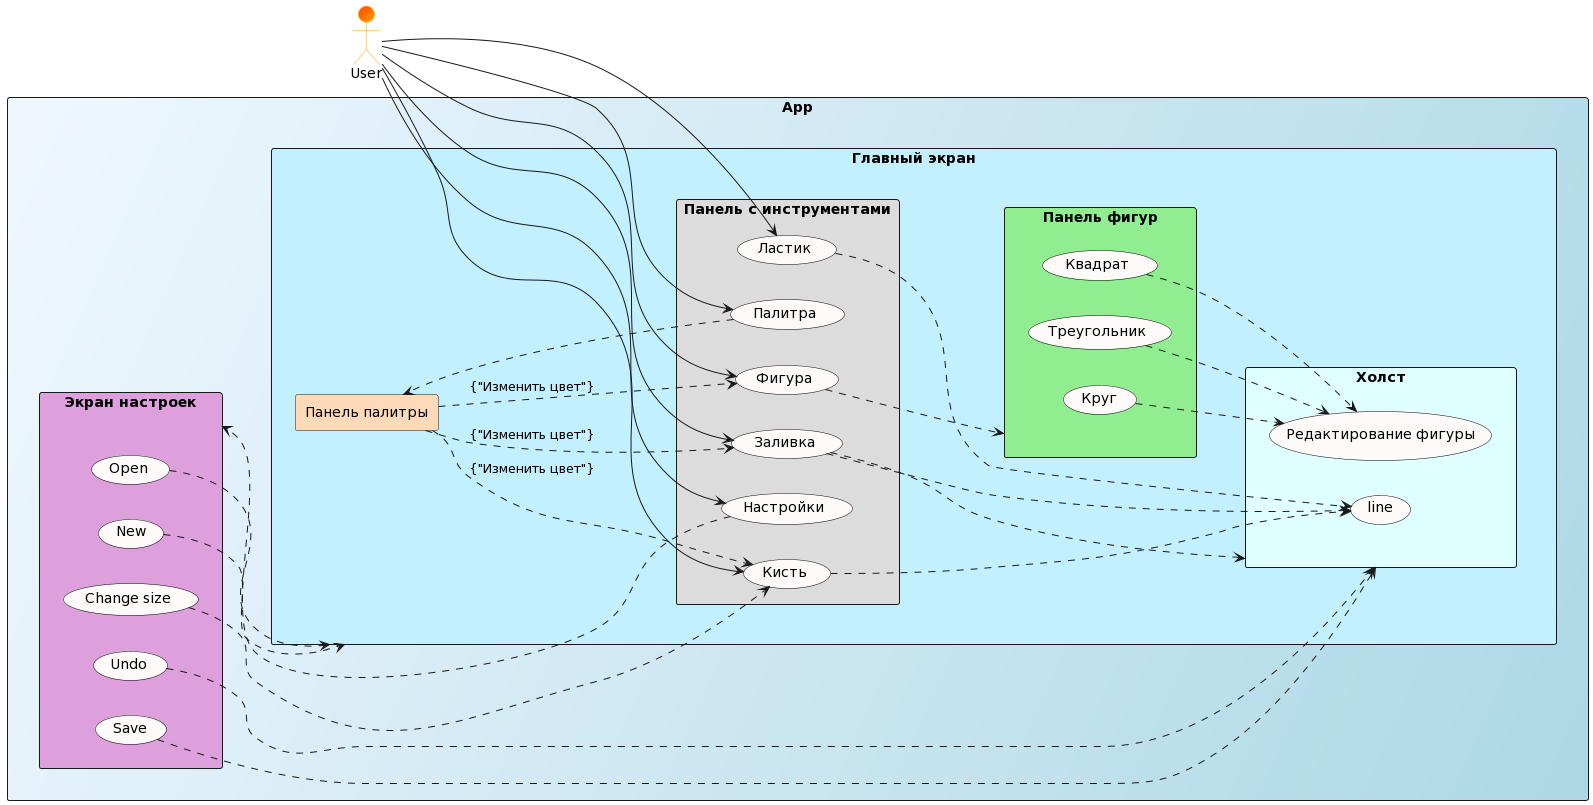 User
App
Главный экран
Панель с инструментами
Ластик
Палитра
Фигура
Заливка
Настройки
Кисть
Панель фигур
Квадрат
Треугольник
Круг
Холст
Редактирование фигуры
line
Панель палитры
{"Изменить цвет"}
{"Изменить цвет"}
{"Изменить цвет"}
Экран настроек
Open
New
Change size
Undo
Save